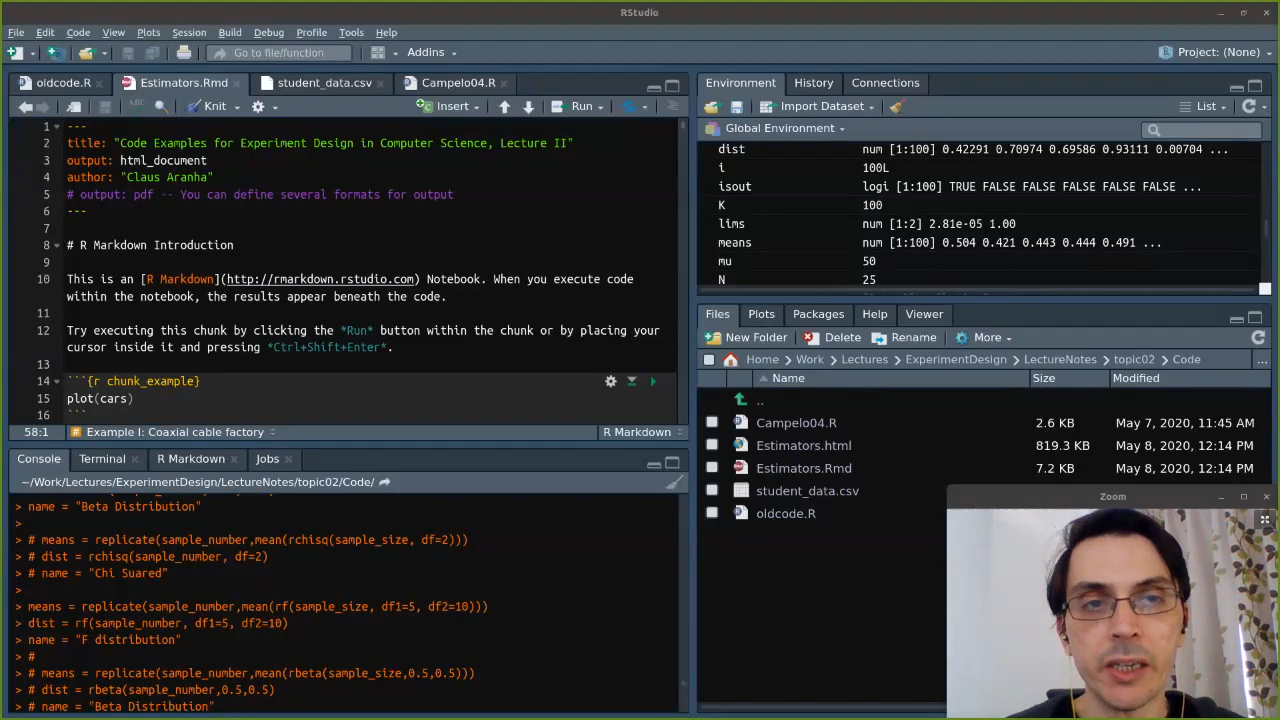 RStudio
File Edit Code View Plots Session Build Debug Profile Tools Help
Go to file/function Addins Project: (None)
oldcode.R Estimators.Rmd student_data.csv Campelo04.R
ABC Knit Insert Run
1 ---
2 title: "Code Examples for Experiment Design in Computer Science, Lecture II"
3 output: html_document
4 author: "Claus Aranha"
5 # output: pdf -- You can define several formats for output
6 ---
7
8 # R Markdown Introduction
9
10 This is an [R Markdown](http://rmarkdown.rstudio.com) Notebook. When you execute code
within the notebook, the results appear beneath the code.
11
12 Try executing this chunk by clicking the *Run* button within the chunk or by placing your
cursor inside it and pressing *Ctrl+Shift+Enter*.
13
14 ```{r chunk_example}
15 plot(cars)
16 ```
58:1 Example I: Coaxial cable factory R Markdown
Console Terminal R Markdown Jobs
~/Work/Lectures/ExperimentDesign/LectureNotes/topic02/Code/
> name = "Beta Distribution"
>
> # means = replicate(sample_number,mean(rchisq(sample_size, df=2)))
> # dist = rchisq(sample_number, df=2)
> # name = "Chi Suared"
>
> means = replicate(sample_number,mean(rf(sample_size, df1=5, df2=10)))
> dist = rf(sample_number, df1=5, df2=10)
> name = "F distribution"
> #
> # means = replicate(sample_number,mean(rbeta(sample_size,0.5,0.5)))
> # dist = rbeta(sample_number,0.5,0.5)
> # name = "Beta Distribution"
Environment History Connections
Import Dataset List
Global Environment
dist num [1:100] 0.42291 0.70974 0.69586 0.93111 0.00704 ...
i 100L
isout logi [1:100] TRUE FALSE FALSE FALSE FALSE FALSE ...
K 100
lims num [1:2] 2.81e-05 1.00
means num [1:100] 0.504 0.421 0.443 0.444 0.491 ...
mu 50
N 25
Files Plots Packages Help Viewer
New Folder Delete Rename More
Home Work Lectures ExperimentDesign LectureNotes topic02 Code ...
Name Size Modified
..
Campelo04.R 2.6 KB May 7, 2020, 11:45 AM
Estimators.html 819.3 KB May 8, 2020, 12:14 PM
Estimators.Rmd 7.2 KB May 8, 2020, 12:14 PM
student_data.csv
oldcode.R
Zoom